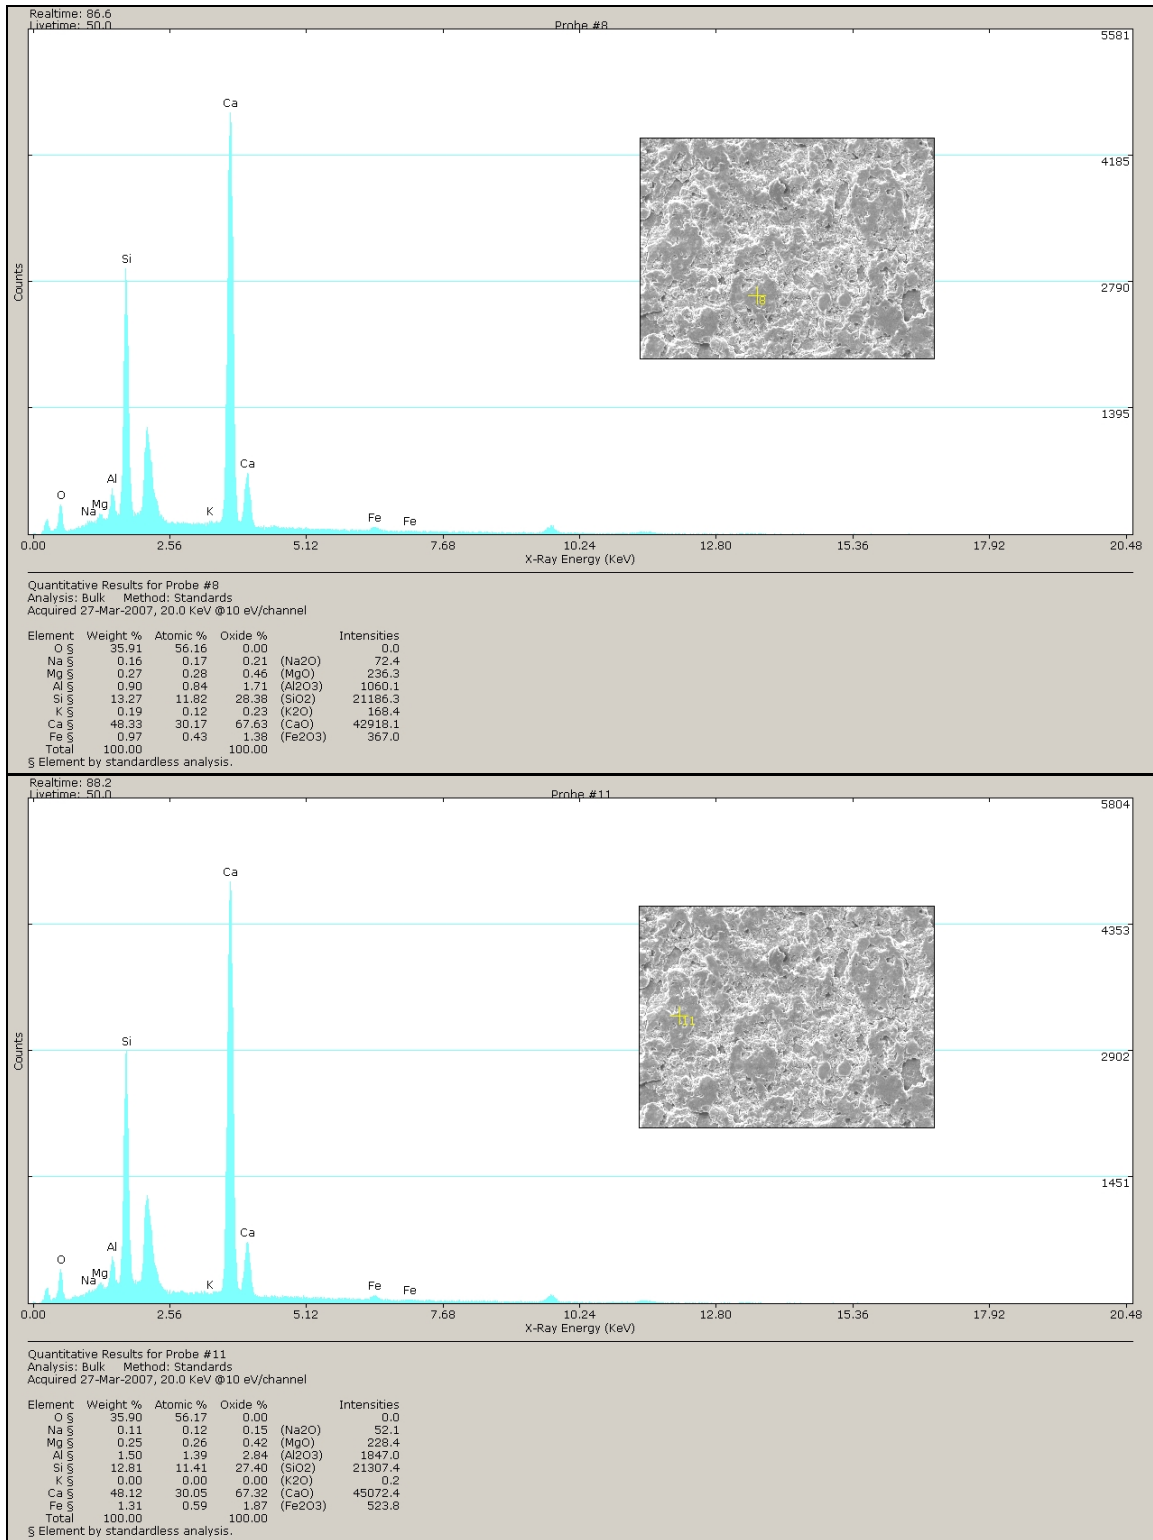 Realtime: 86.6
Livetime: 50.0
Probe #8
5581
Ca
4185
Si
Counts
2790
8
1395
Al
Ca
O
Mg
Na
K
Fe
Fe
0.00 2.56 5.12 7.68 10.24 12.80 15.36 17.92 20.48
X-Ray Energy (KeV)
Quantitative Results for Probe #8
Analysis: Bulk Method: Standards
Acquired 27-Mar-2007, 20.0 KeV @10 eV/channel
Element Weight % Atomic % Oxide % Intensities
O § 35.91 56.16 0.00 0.0
Na § 0.16 0.17 0.21 (Na2O) 72.4
Mg § 0.27 0.28 0.46 (MgO) 236.3
Al § 0.90 0.84 1.71 (Al2O3) 1060.1
Si § 13.27 11.82 28.38 (SiO2) 21186.3
K § 0.19 0.12 0.23 (K2O) 168.4
Ca § 48.33 30.17 67.63 (CaO) 42918.1
Fe § 0.97 0.43 1.38 (Fe2O3) 367.0
Total 100.00 100.00
§ Element by standardless analysis.
Realtime: 88.2
Livetime: 50.0
Probe #11
5804
Ca
4353
11
Si
Counts
2902
1451
Al
Ca
O
Mg
Na
K
Fe
Fe
0.00 2.56 5.12 7.68 10.24 12.80 15.36 17.92 20.48
X-Ray Energy (KeV)
Quantitative Results for Probe #11
Analysis: Bulk Method: Standards
Acquired 27-Mar-2007, 20.0 KeV @10 eV/channel
Element Weight % Atomic % Oxide % Intensities
O § 35.90 56.17 0.00 0.0
Na § 0.11 0.12 0.15 (Na2O) 52.1
Mg § 0.25 0.26 0.42 (MgO) 228.4
Al § 1.50 1.39 2.84 (Al2O3) 1847.0
Si § 12.81 11.41 27.40 (SiO2) 21307.4
K § 0.00 0.00 0.00 (K2O) 0.2
Ca § 48.12 30.05 67.32 (CaO) 45072.4
Fe § 1.31 0.59 1.87 (Fe2O3) 523.8
Total 100.00 100.00
§ Element by standardless analysis.